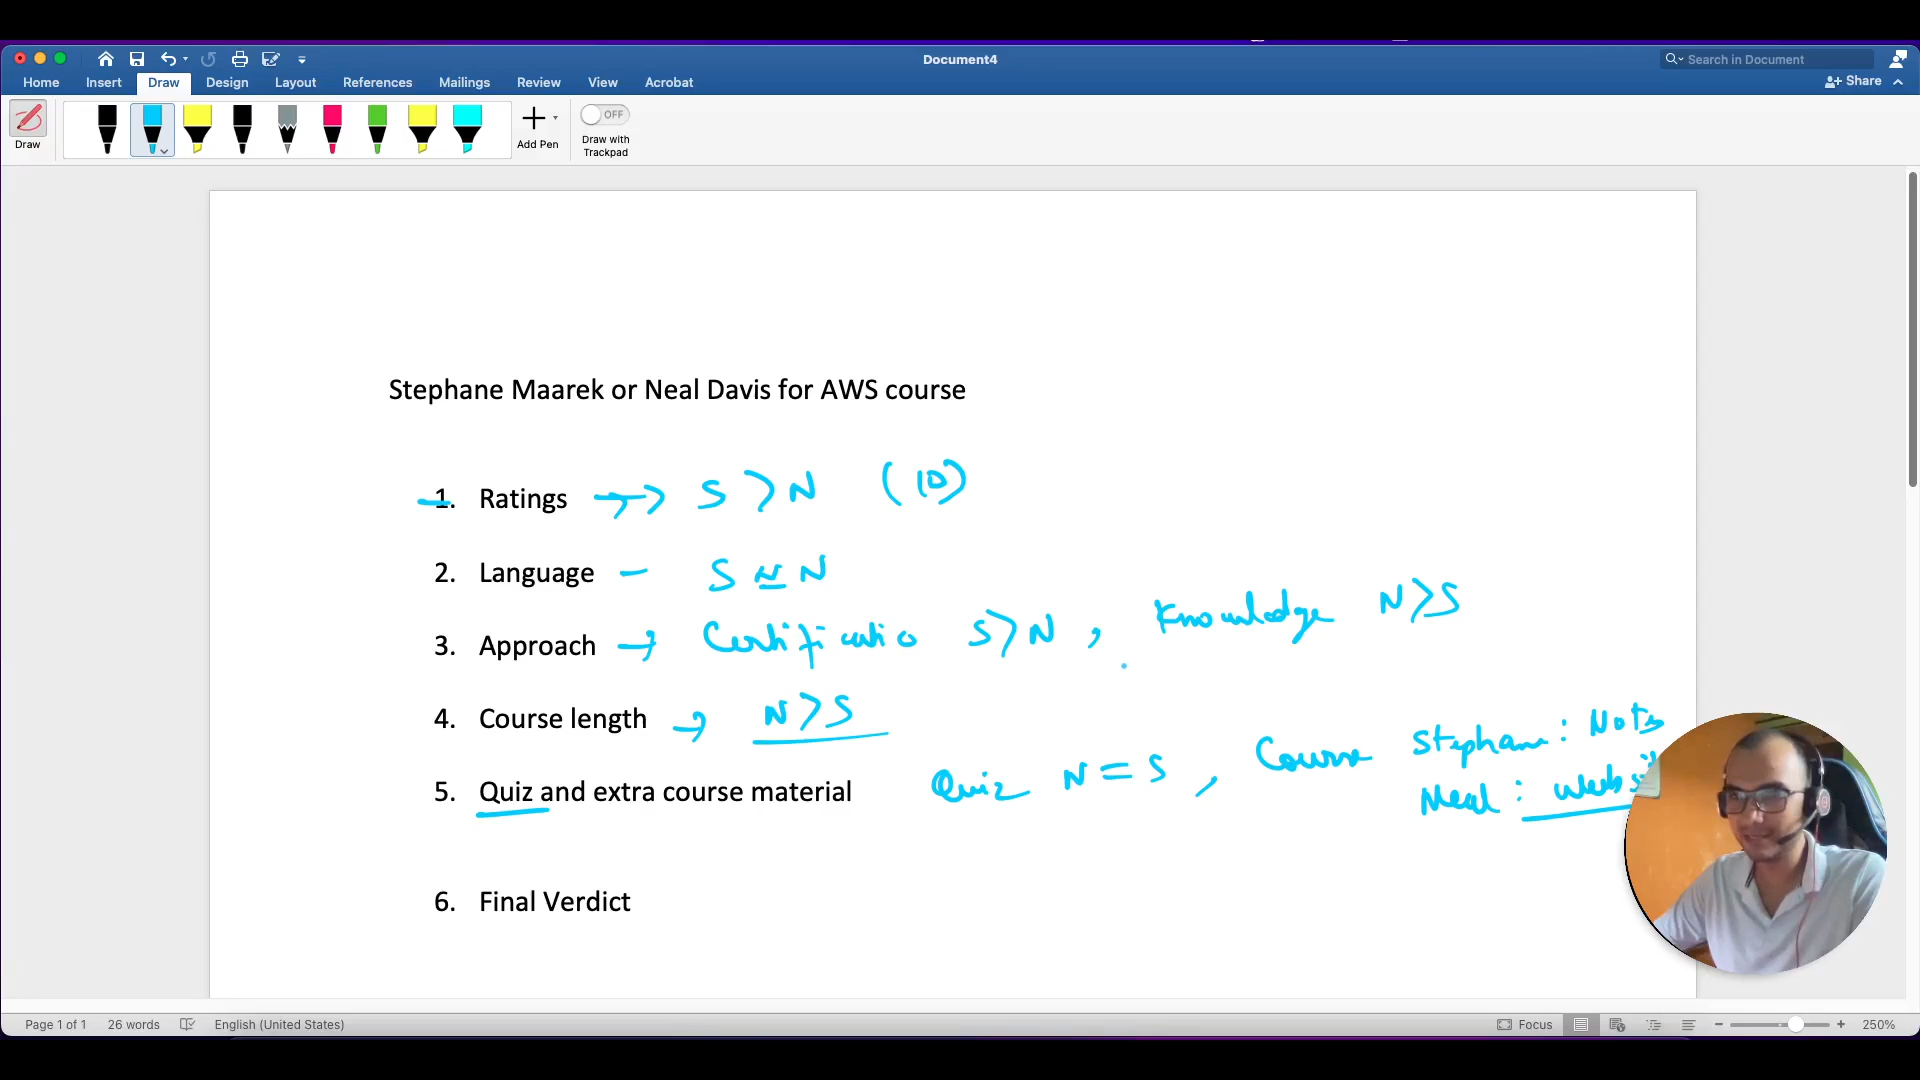 Document4
Search in Document
Home Insert Draw Design Layout References Mailings Review View Acrobat
Share
OFF
Draw
Add Pen
Draw with
Trackpad
Stephane Maarek or Neal Davis for AWS course
1. Ratings → S > N (10)
2. Language - S ≅ N
3. Approach → Certificatio S > N , Knowledge N > S
4. Course length → N > S
5. Quiz and extra course material Quiz N = S , Course Stephane : Notes
Neal : websi
6. Final Verdict
Page 1 of 1 26 words English (United States) Focus 250%